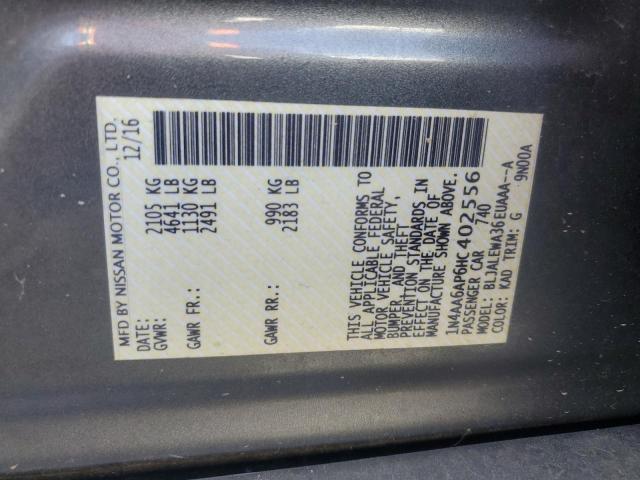 MFD BY NISSAN MOTOR CO., LTD.
DATE: 12/16
GVWR: 2105 KG
4641 LB
GAWR FR.: 1130 KG
2491 LB
GAWR RR.: 990 KG
2183 LB
THIS VEHICLE CONFORMS TO
ALL APPLICABLE FEDERAL
MOTOR VEHICLE SAFETY,
BUMPER, AND THEFT
PREVENTION STANDARDS IN
EFFECT ON THE DATE OF
MANUFACTURE SHOWN ABOVE.
1N4AA6AP6HC402556
PASSENGER CAR 740
MODEL: BLJALEWA36EUAAA--A
COLOR: KAD TRIM: G 9N00A